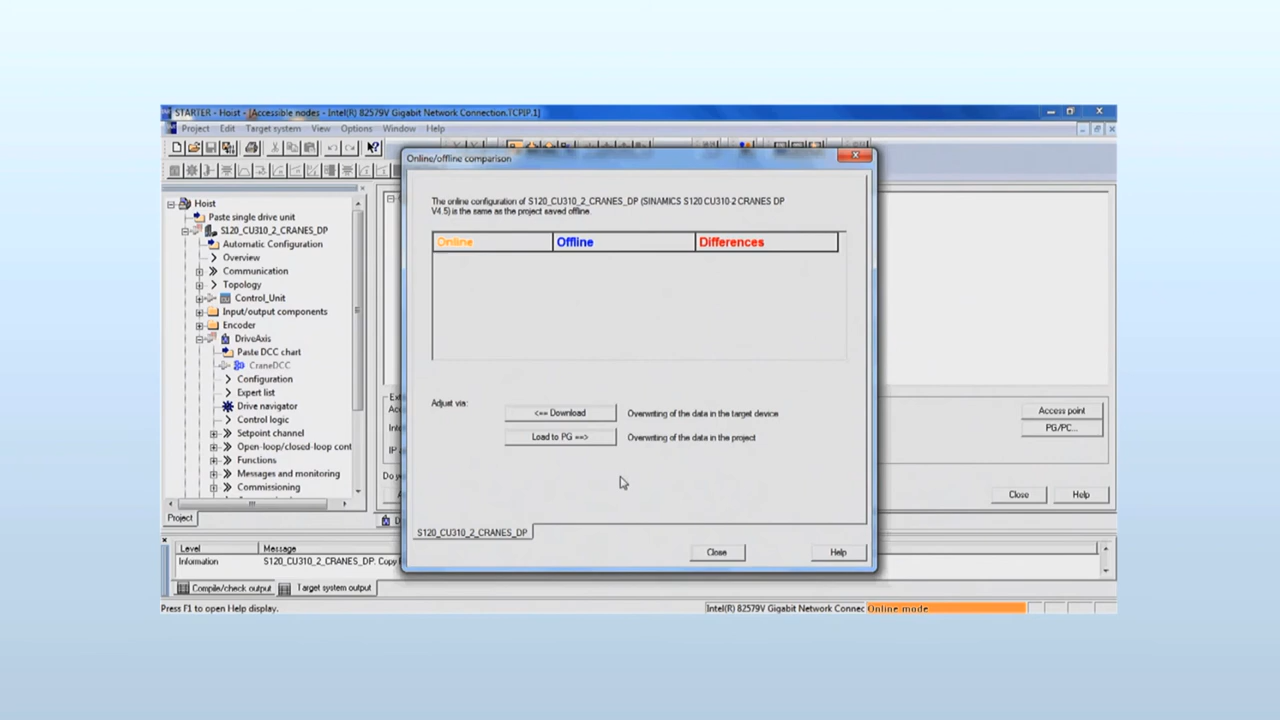 STARTER - Hoist - [Accessible nodes - Intel(R) 82579V Gigabit Network Connection.TCPIP.1]
Project Edit Target system View Options Window Help
Online/offline comparison
The online configuration of S120_CU310_2_CRANES_DP (SINAMICS S120 CU310-2 CRANES DP
V4.5) is the same as the project saved offline.
Online Offline Differences
Adjust via:
<== Download Overwriting of the data in the target device
Load to PG ==> Overwriting of the data in the project
S120_CU310_2_CRANES_DP
Close Help
Hoist
Paste single drive unit
S120_CU310_2_CRANES_DP
Automatic Configuration
Overview
Communication
Topology
Control_Unit
Input/output components
Encoder
DriveAxis
Paste DCC chart
CraneDCC
Configuration
Expert list
Drive navigator
Control logic
Setpoint channel
Open-loop/closed-loop cont
Functions
Messages and monitoring
Commissioning
Project
Access point
PG/PC...
Close Help
Level Message
Information S120_CU310_2_CRANES_DP: Copy
Compile/check output Target system output
Press F1 to open Help display.
Intel(R) 82579V Gigabit Network Connec Online mode